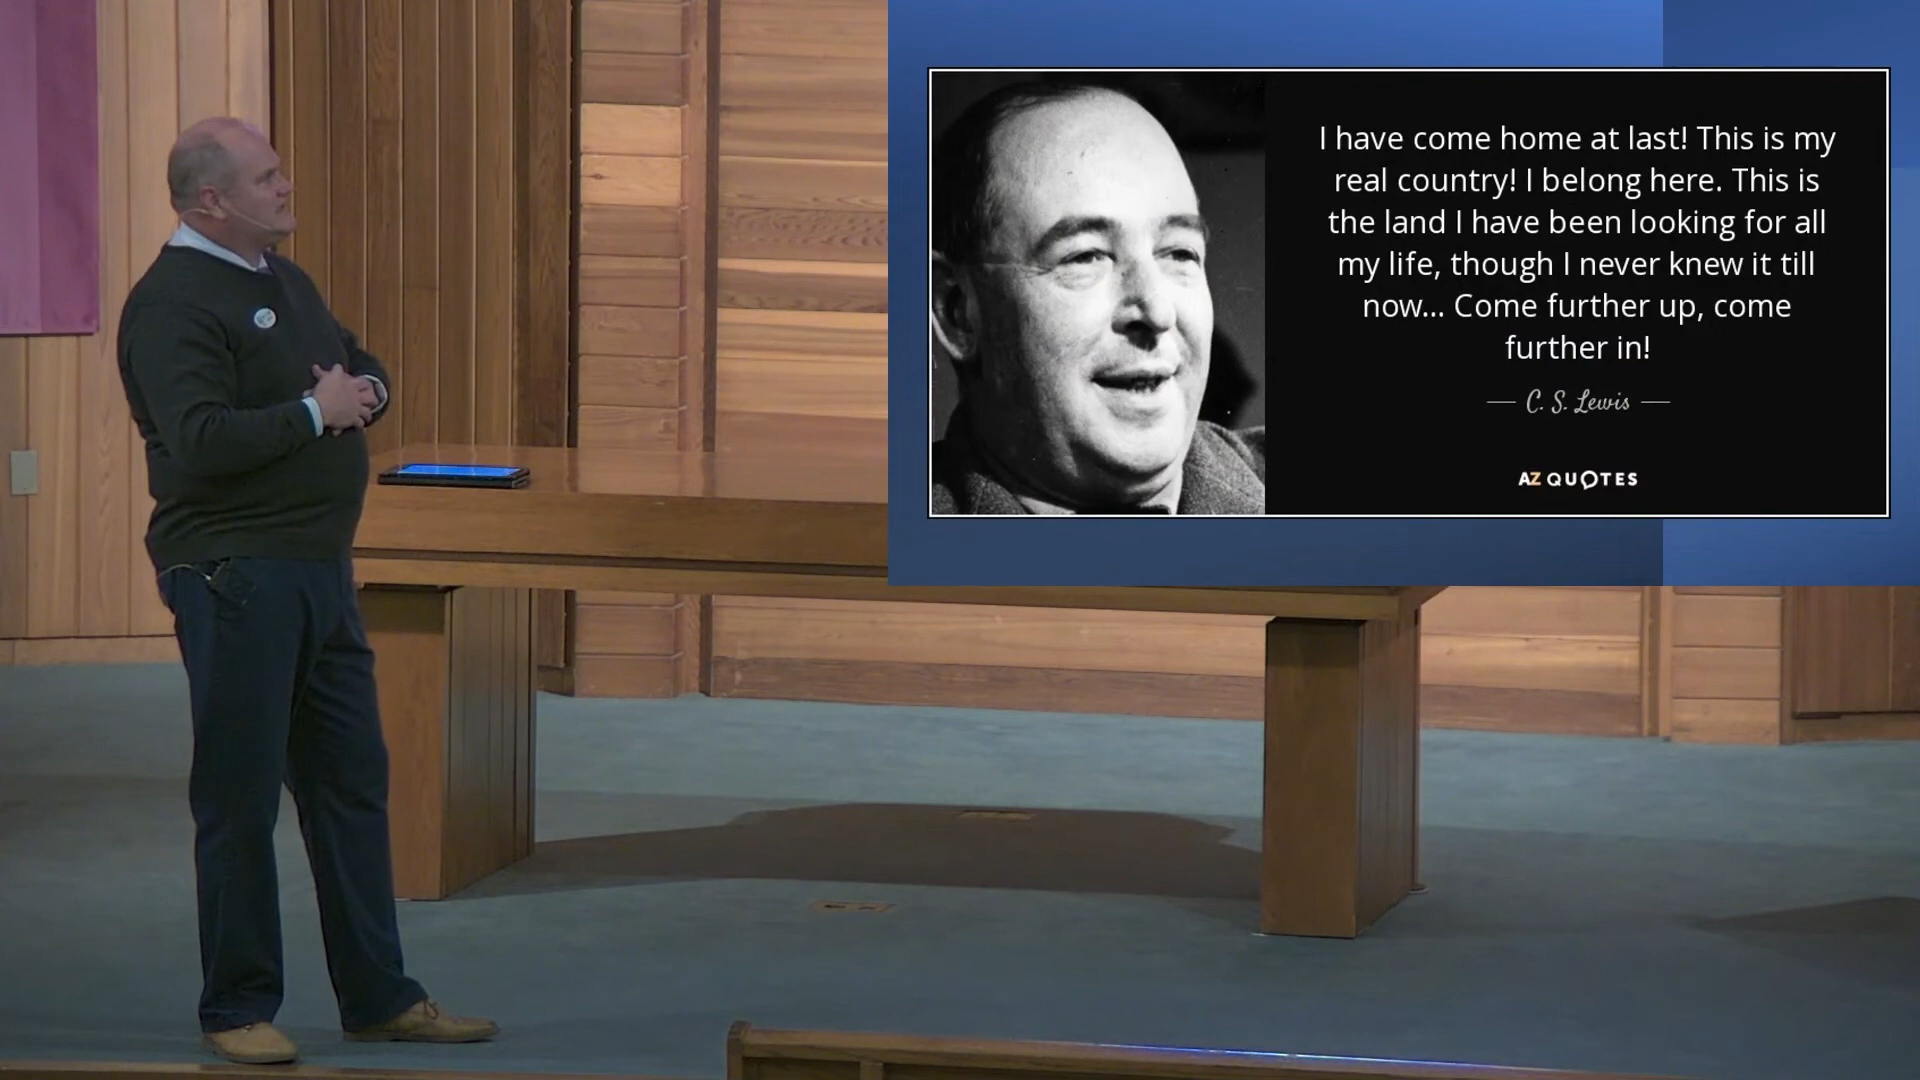 I have come home at last! This is my
real country! I belong here. This is
the land I have been looking for all
my life, though I never knew it till
now... Come further up, come
further in!
— C. S. Lewis —
AZ QUOTES